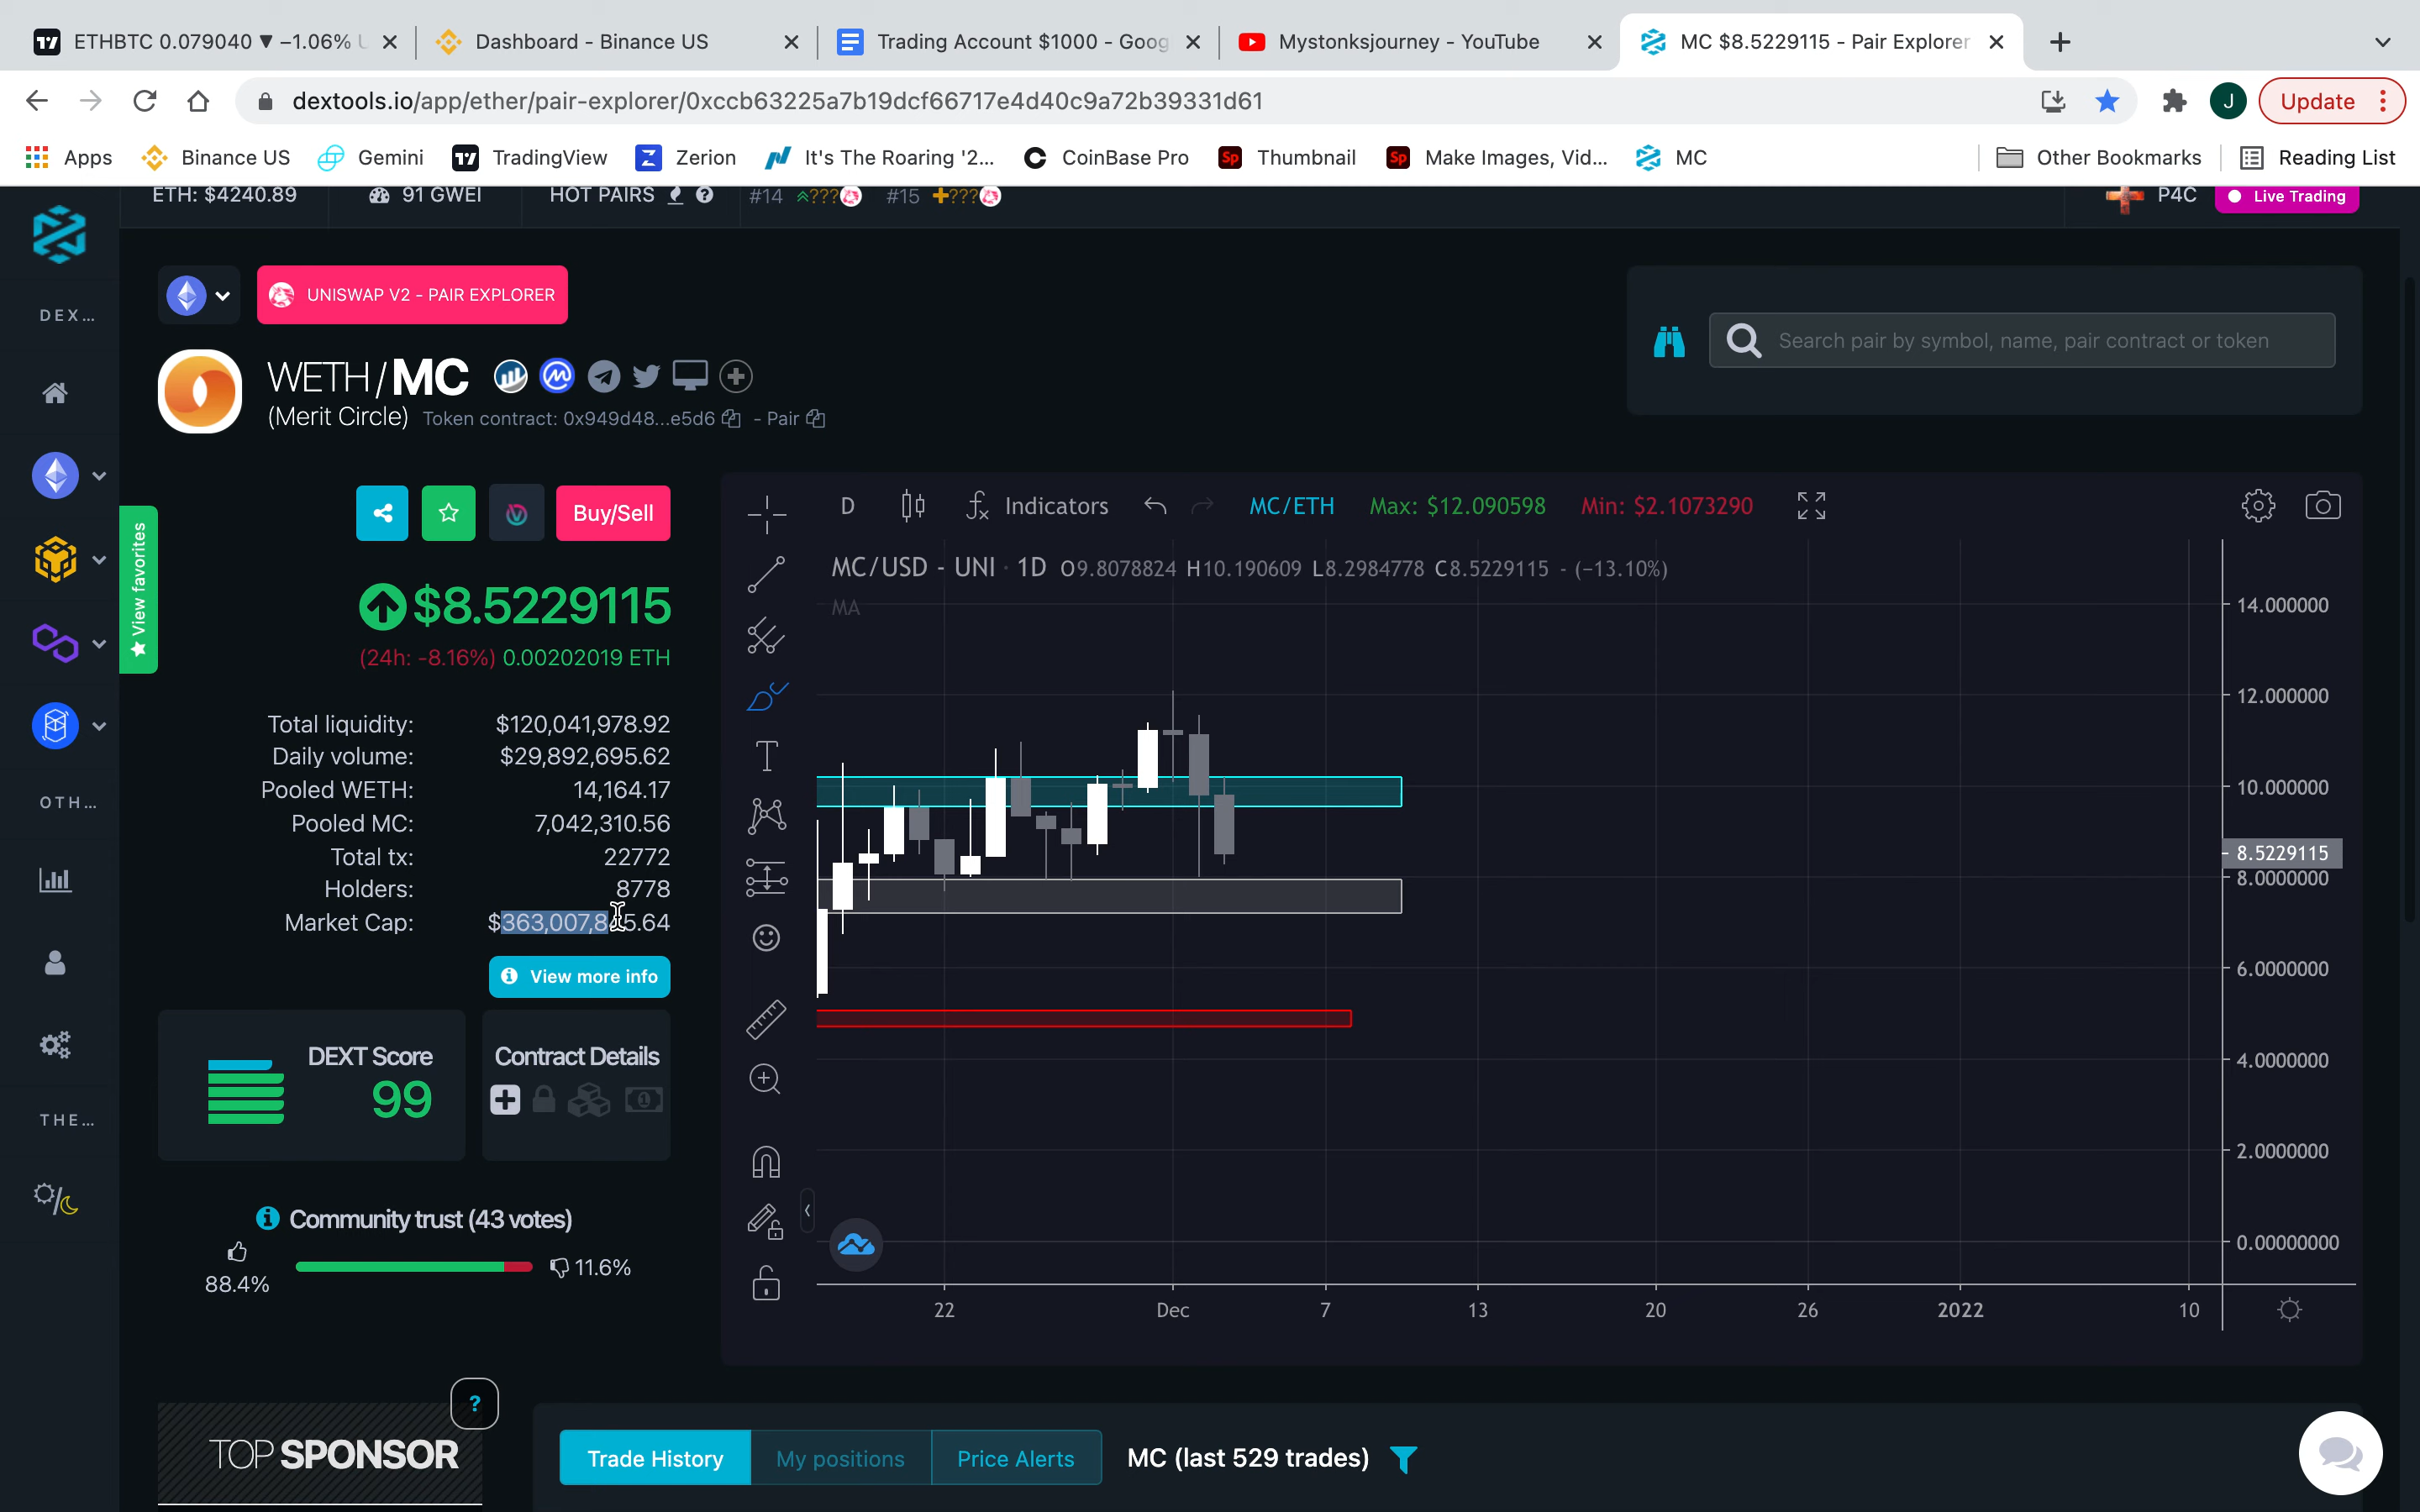 ETHBTC 0.079040 ▼ −1.06% U
Dashboard - Binance US
Trading Account $1000 - Goog
Mystonksjourney - YouTube
MC $8.5229115 - Pair Explorer
dextools.io/app/ether/pair-explorer/0xccb63225a7b19dcf66717e4d40c9a72b39331d61
J
Update
Apps
Binance US
Gemini
TradingView
Zerion
It's The Roaring '2...
CoinBase Pro
Thumbnail
Make Images, Vid...
MC
Other Bookmarks
Reading List
ETH: $4240.89
91 GWEI
HOT PAIRS
#14 ???
#15 ???
P4C
Live Trading
DEX...
UNISWAP V2 - PAIR EXPLORER
Search pair by symbol, name, pair contract or token
WETH/MC
(Merit Circle) Token contract: 0x949d48...e5d6 - Pair
View favorites
Buy/Sell
D
Indicators
MC/ETH
Max: $12.090598
Min: $2.1073290
MC/USD - UNI · 1D O9.8078824 H10.190609 L8.2984778 C8.5229115 - (−13.10%)
MA
$8.5229115
(24h: -8.16%) 0.00202019 ETH
Total liquidity: $120,041,978.92
Daily volume: $29,892,695.62
Pooled WETH: 14,164.17
Pooled MC: 7,042,310.56
Total tx: 22772
Holders: 8778
Market Cap: $363,007,845.64
View more info
OTH...
DEXT Score
99
Contract Details
THE...
Community trust (43 votes)
88.4%
11.6%
14.000000
12.000000
10.000000
8.5229115
8.0000000
6.0000000
4.0000000
2.0000000
0.00000000
22 Dec 7 13 20 26 2022 10
?
TOP SPONSOR
Trade History
My positions
Price Alerts
MC (last 529 trades)